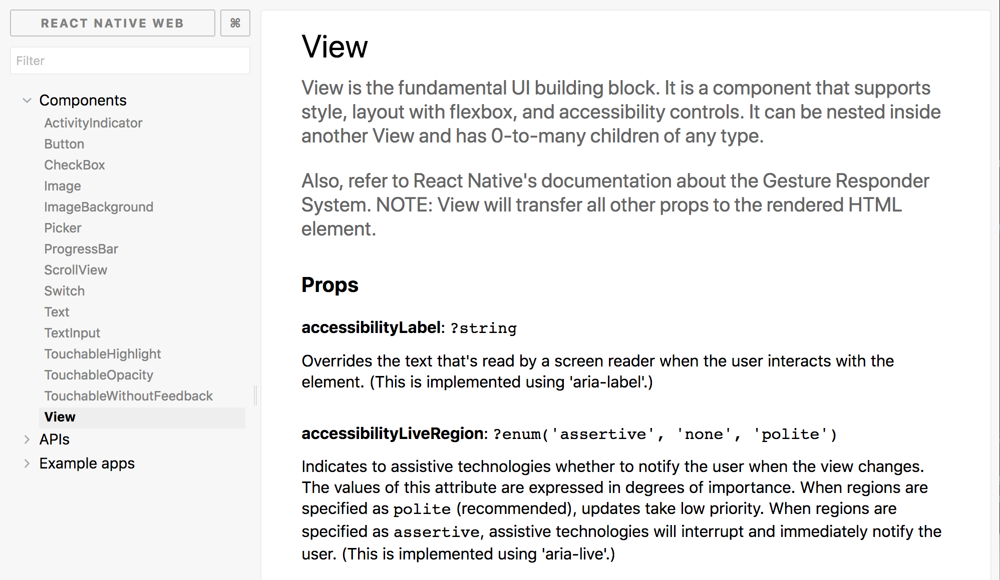 REACT NATIVE WEB
⌘
Filter
Components
ActivityIndicator
Button
CheckBox
Image
ImageBackground
Picker
ProgressBar
ScrollView
Switch
Text
TextInput
TouchableHighlight
TouchableOpacity
TouchableWithoutFeedback
View
APIs
Example apps
View
View is the fundamental UI building block. It is a component that supports
style, layout with flexbox, and accessibility controls. It can be nested inside
another View and has 0-to-many children of any type.
Also, refer to React Native's documentation about the Gesture Responder
System. NOTE: View will transfer all other props to the rendered HTML
element.
Props
accessibilityLabel: ?string
Overrides the text that's read by a screen reader when the user interacts with the
element. (This is implemented using 'aria-label'.)
accessibilityLiveRegion: ?enum('assertive', 'none', 'polite')
Indicates to assistive technologies whether to notify the user when the view changes.
The values of this attribute are expressed in degrees of importance. When regions are
specified as polite (recommended), updates take low priority. When regions are
specified as assertive, assistive technologies will interrupt and immediately notify the
user. (This is implemented using 'aria-live'.)